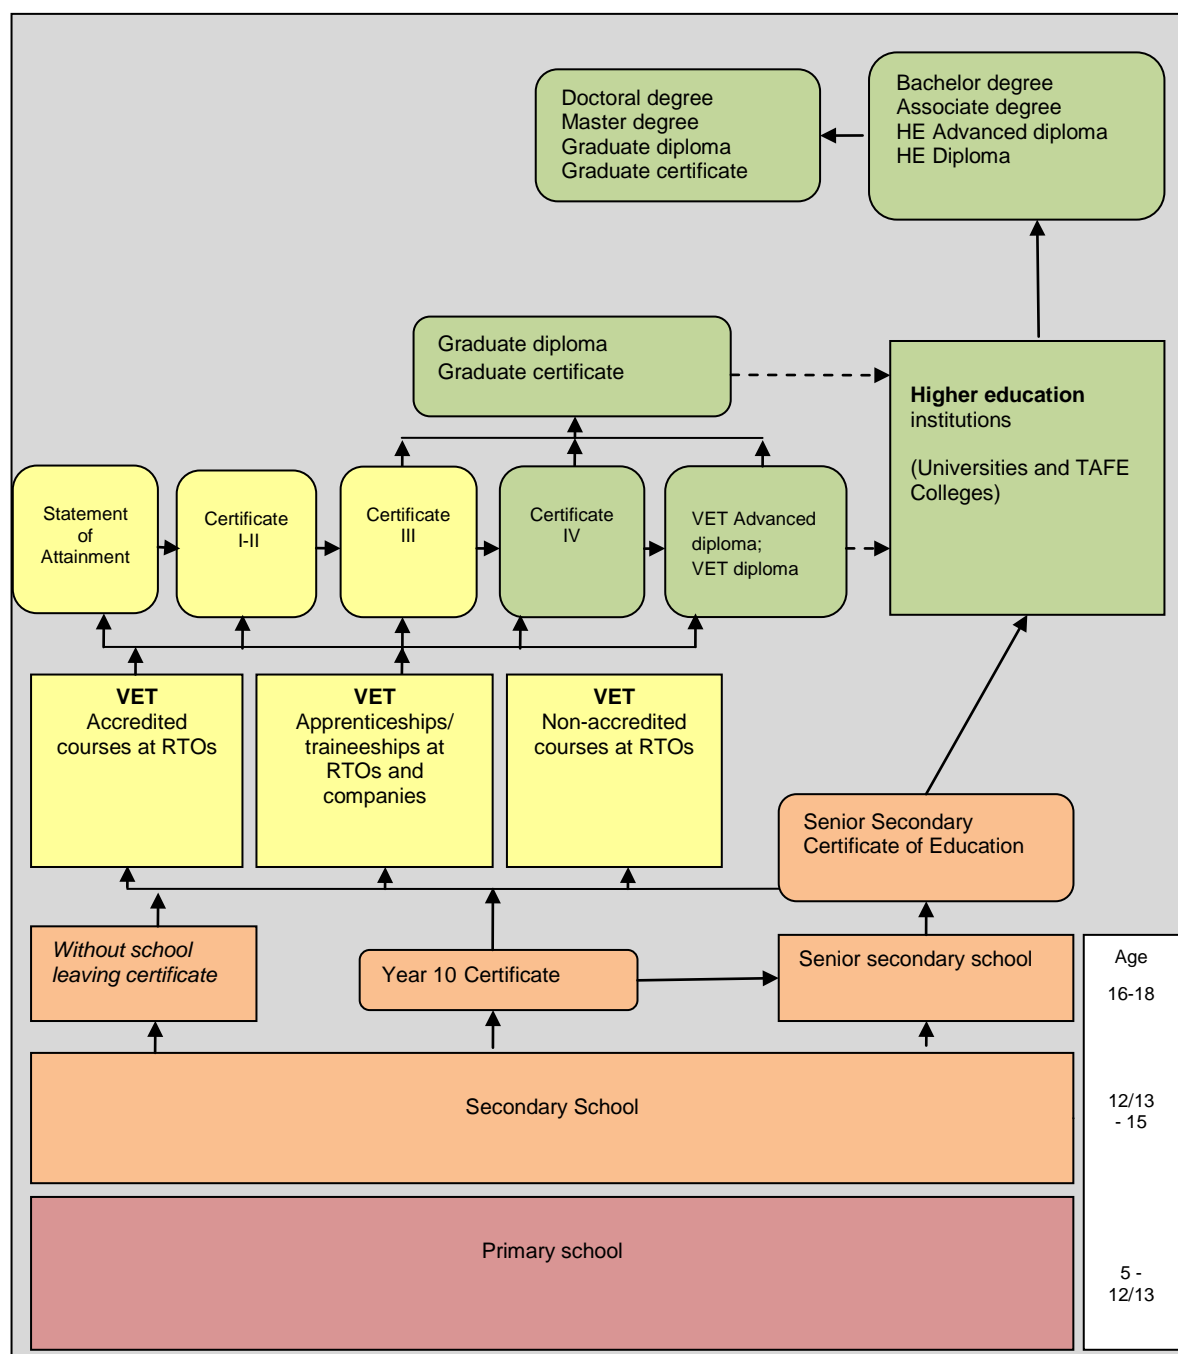 Doctoral degree
Master degree
Graduate diploma
Graduate certificate
Bachelor degree
Associate degree
HE Advanced diploma
HE Diploma
Graduate diploma
Graduate certificate
Higher education
institutions
(Universities and TAFE
Colleges)
Statement
of
Attainment
Certificate
I-II
Certificate
III
Certificate
IV
VET Advanced
diploma;
VET diploma
VET
Accredited
courses at RTOs
VET
Apprenticeships/
traineeships at
RTOs and
companies
VET
Non-accredited
courses at RTOs
Senior Secondary
Certificate of Education
Without school
leaving certificate
Year 10 Certificate
Senior secondary school
Age
16-18
Secondary School
12/13
- 15
Primary school
5 -
12/13